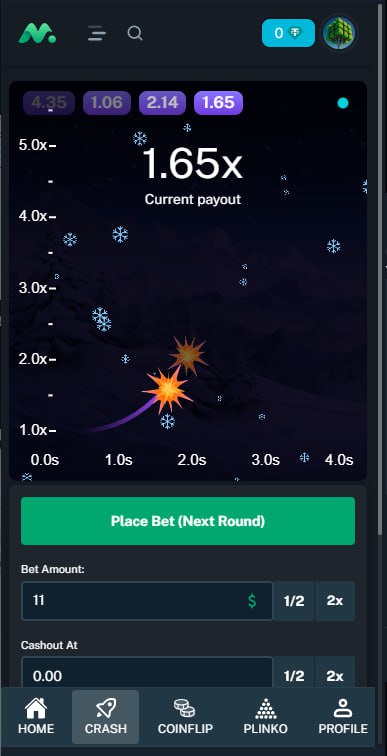 0
4.35 1.06 2.14 1.65
5.0x
1.65x
Current payout
4.0x
3.0x
2.0x
1.0x
0.0s 1.0s 2.0s 3.0s 4.0s
Place Bet (Next Round)
Bet Amount:
11 $ 1/2 2x
Cashout At
0.00 1/2 2x
HOME CRASH COINFLIP PLINKO PROFILE